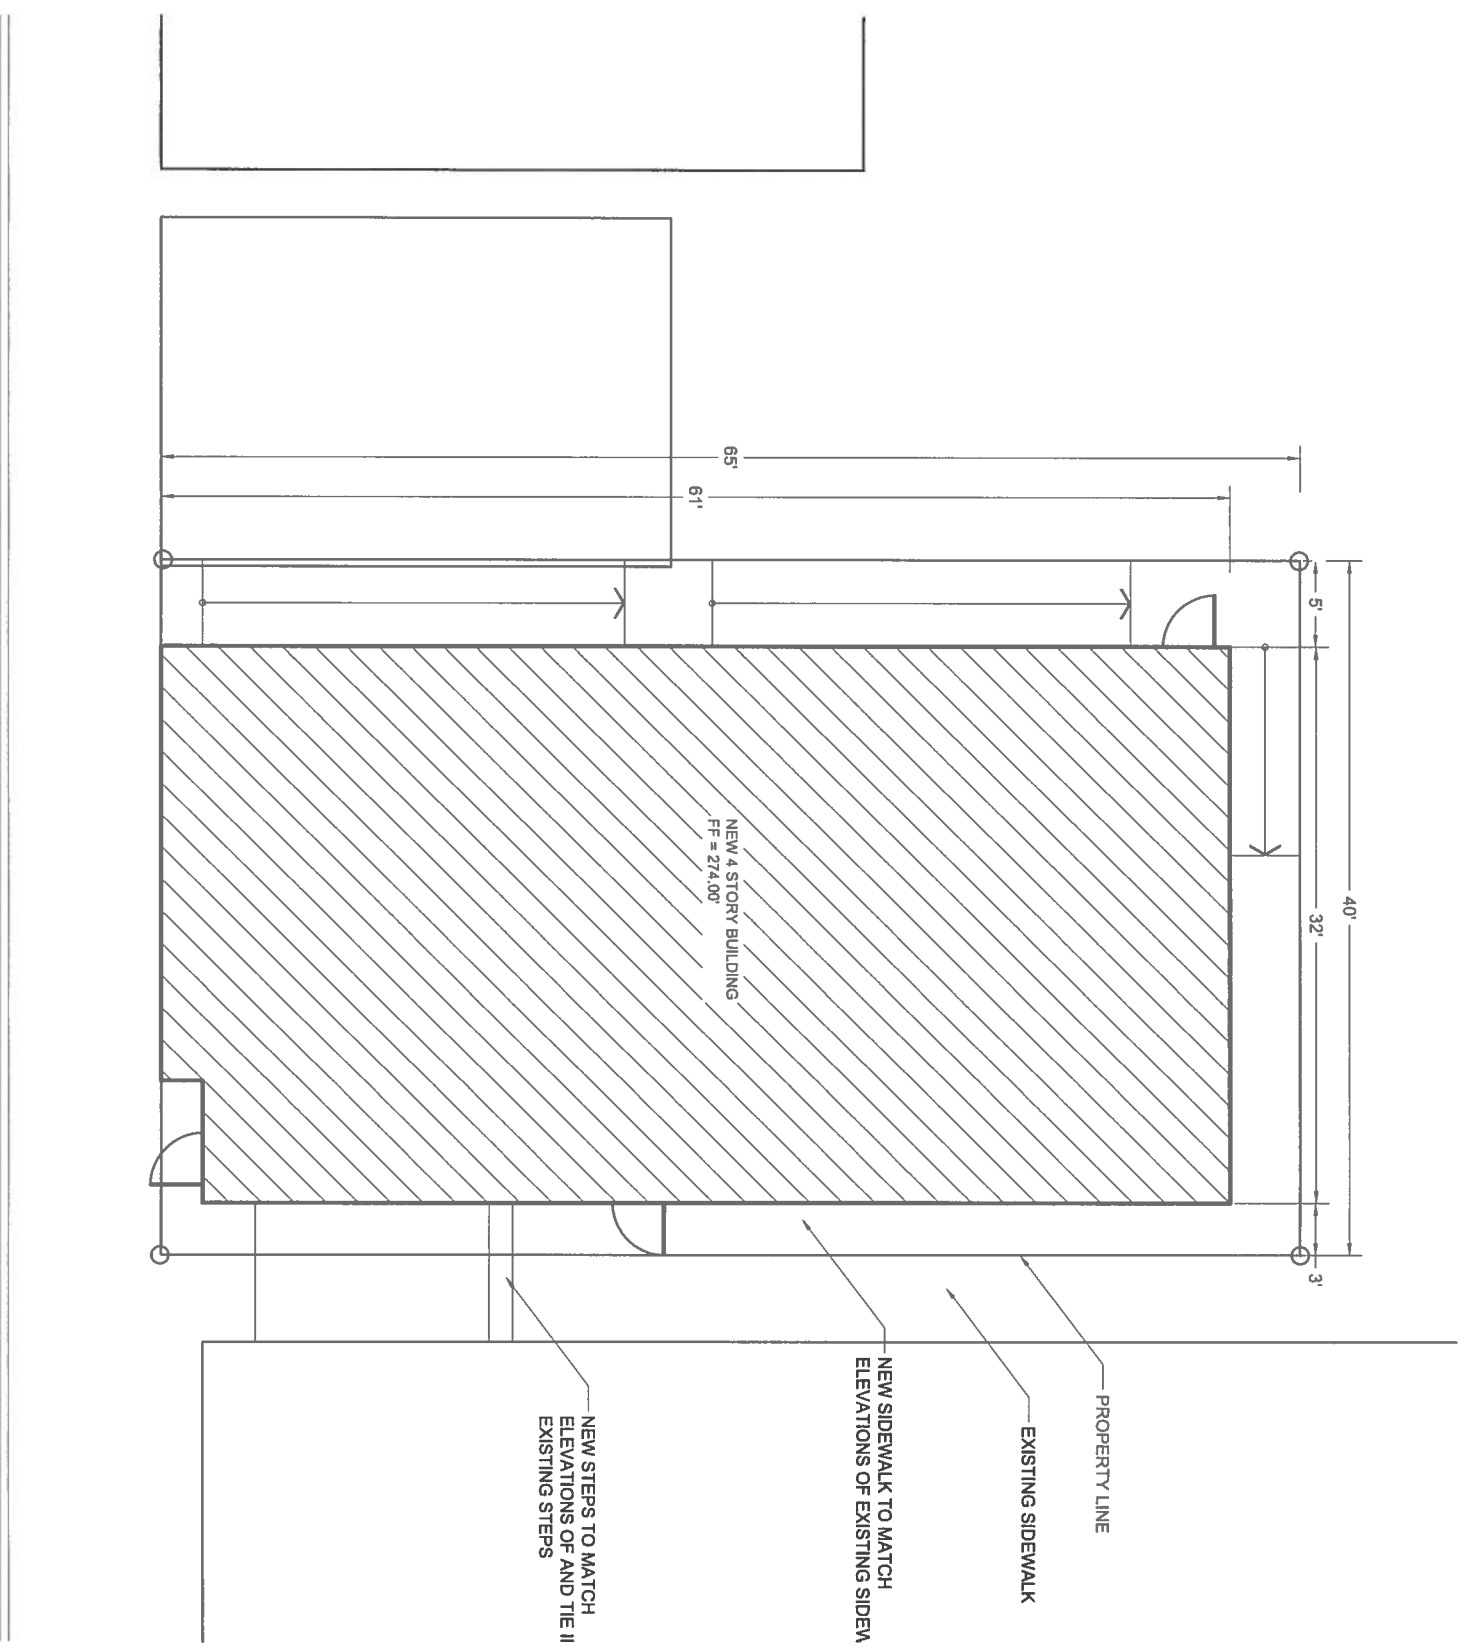 40'
5'
32'
3'
65'
61'
NEW 4 STORY BUILDING
FF = 274.00'
PROPERTY LINE
EXISTING SIDEWALK
NEW SIDEWALK TO MATCH
ELEVATIONS OF EXISTING
NEW STEPS TO MATCH
ELEVATIONS OF AND TIE
EXISTING STEPS